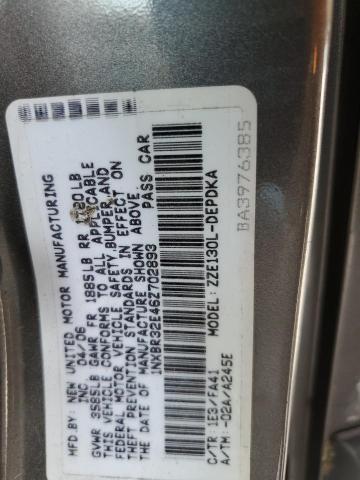 MFD.BY: NEW UNITED MOTOR MANUFACTURING
INC. 04/06
GVWR 3585LB GAWR FR 1885LB RR 1720LB
THIS VEHICLE CONFORMS TO ALL APPLICABLE
FEDERAL MOTOR VEHICLE SAFETY,BUMPER,AND
THEFT PREVENTION STANDARDS IN EFFECT ON
THE DATE OF MANUFACTURE SHOWN ABOVE.
1NXBR32E46Z702893 PASS CAR
MODEL: ZZE130L-DEPDKA
C/TR: 1E3/FA41
A/TM: -02A/A245E
BA3976385